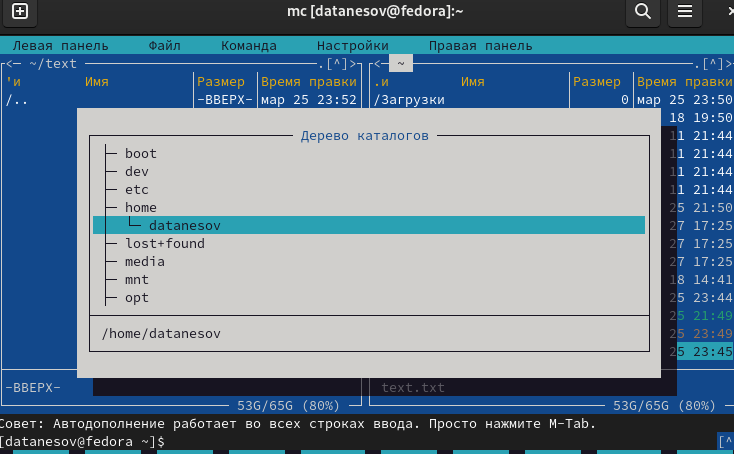 mc [datanesov@fedora]:~
Левая панель Файл Команда Настройки Правая панель
<─ ~/text .[^]> <─ ~ .[^]>
'и Имя Размер Время правки .и Имя Размер Время правки
/.. -ВВЕРХ- мар 25 23:52 /Загрузки 0 мар 25 23:50
18 19:50
Дерево каталогов 11 21:44
boot 11 21:44
dev 11 21:44
etc 11 21:44
home 25 21:50
datanesov 27 17:25
lost+found 27 17:25
media 27 17:25
mnt 18 14:41
opt 25 23:44
25 21:49
/home/datanesov 25 23:49
25 23:45
-ВВЕРХ- text.txt
53G/65G (80%) 53G/65G (80%)
Совет: Автодополнение работает во всех строках ввода. Просто нажмите M-Tab.
[datanesov@fedora ~]$ [^